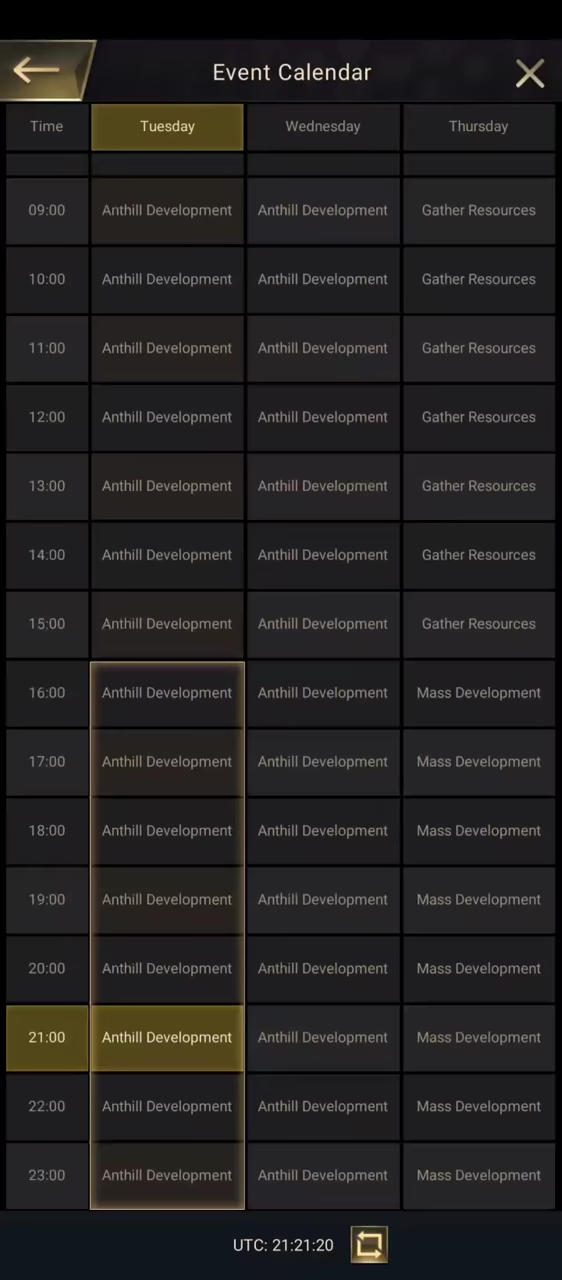 Event Calendar
Time Tuesday Wednesday Thursday
09:00 Anthill Development Anthill Development Gather Resources
10:00 Anthill Development Anthill Development Gather Resources
11:00 Anthill Development Anthill Development Gather Resources
12:00 Anthill Development Anthill Development Gather Resources
13:00 Anthill Development Anthill Development Gather Resources
14:00 Anthill Development Anthill Development Gather Resources
15:00 Anthill Development Anthill Development Gather Resources
16:00 Anthill Development Anthill Development Mass Development
17:00 Anthill Development Anthill Development Mass Development
18:00 Anthill Development Anthill Development Mass Development
19:00 Anthill Development Anthill Development Mass Development
20:00 Anthill Development Anthill Development Mass Development
21:00 Anthill Development Anthill Development Mass Development
22:00 Anthill Development Anthill Development Mass Development
23:00 Anthill Development Anthill Development Mass Development
UTC: 21:21:20